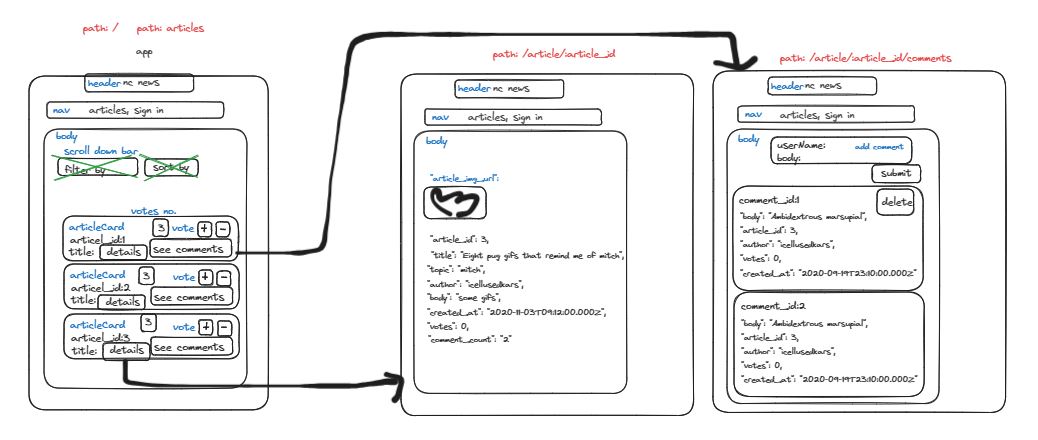 path: /    path: articles
app
header nc news
nav    articles, sign in
body
scroll down bar
filter by    sort by
votes no.
articleCard    3    vote    +    -
articel_id:1
title:    details    see comments
articleCard    3    vote    +    -
articel_id:2
title:    details    see comments
articleCard    3    vote    +    -
articel_id:3
title:    details    see comments
path: /article/:article_id
header nc news
nav    articles, sign in
body
"article_img_url":
"article_id": 3,
"title": "Eight pug gifs that remind me of mitch",
"topic": "mitch",
"author": "icellusedkars",
"body": "some gifs",
"created_at": "2020-11-03T09:12:00.000Z",
"votes": 0,
"comment_count": "2"
path: /article/:article_id/comments
header nc news
nav    articles, sign in
body
userName:    add comment
body:
submit
comment_id:1    delete
"body": "Ambidextrous marsupial",
"article_id": 3,
"author": "icellusedkars",
"votes": 0,
"created_at": "2020-09-19T23:10:00.000Z"
comment_id:2
"body": "Ambidextrous marsupial",
"article_id": 3,
"author": "icellusedkars",
"votes": 0,
"created_at": "2020-09-19T23:10:00.000Z"